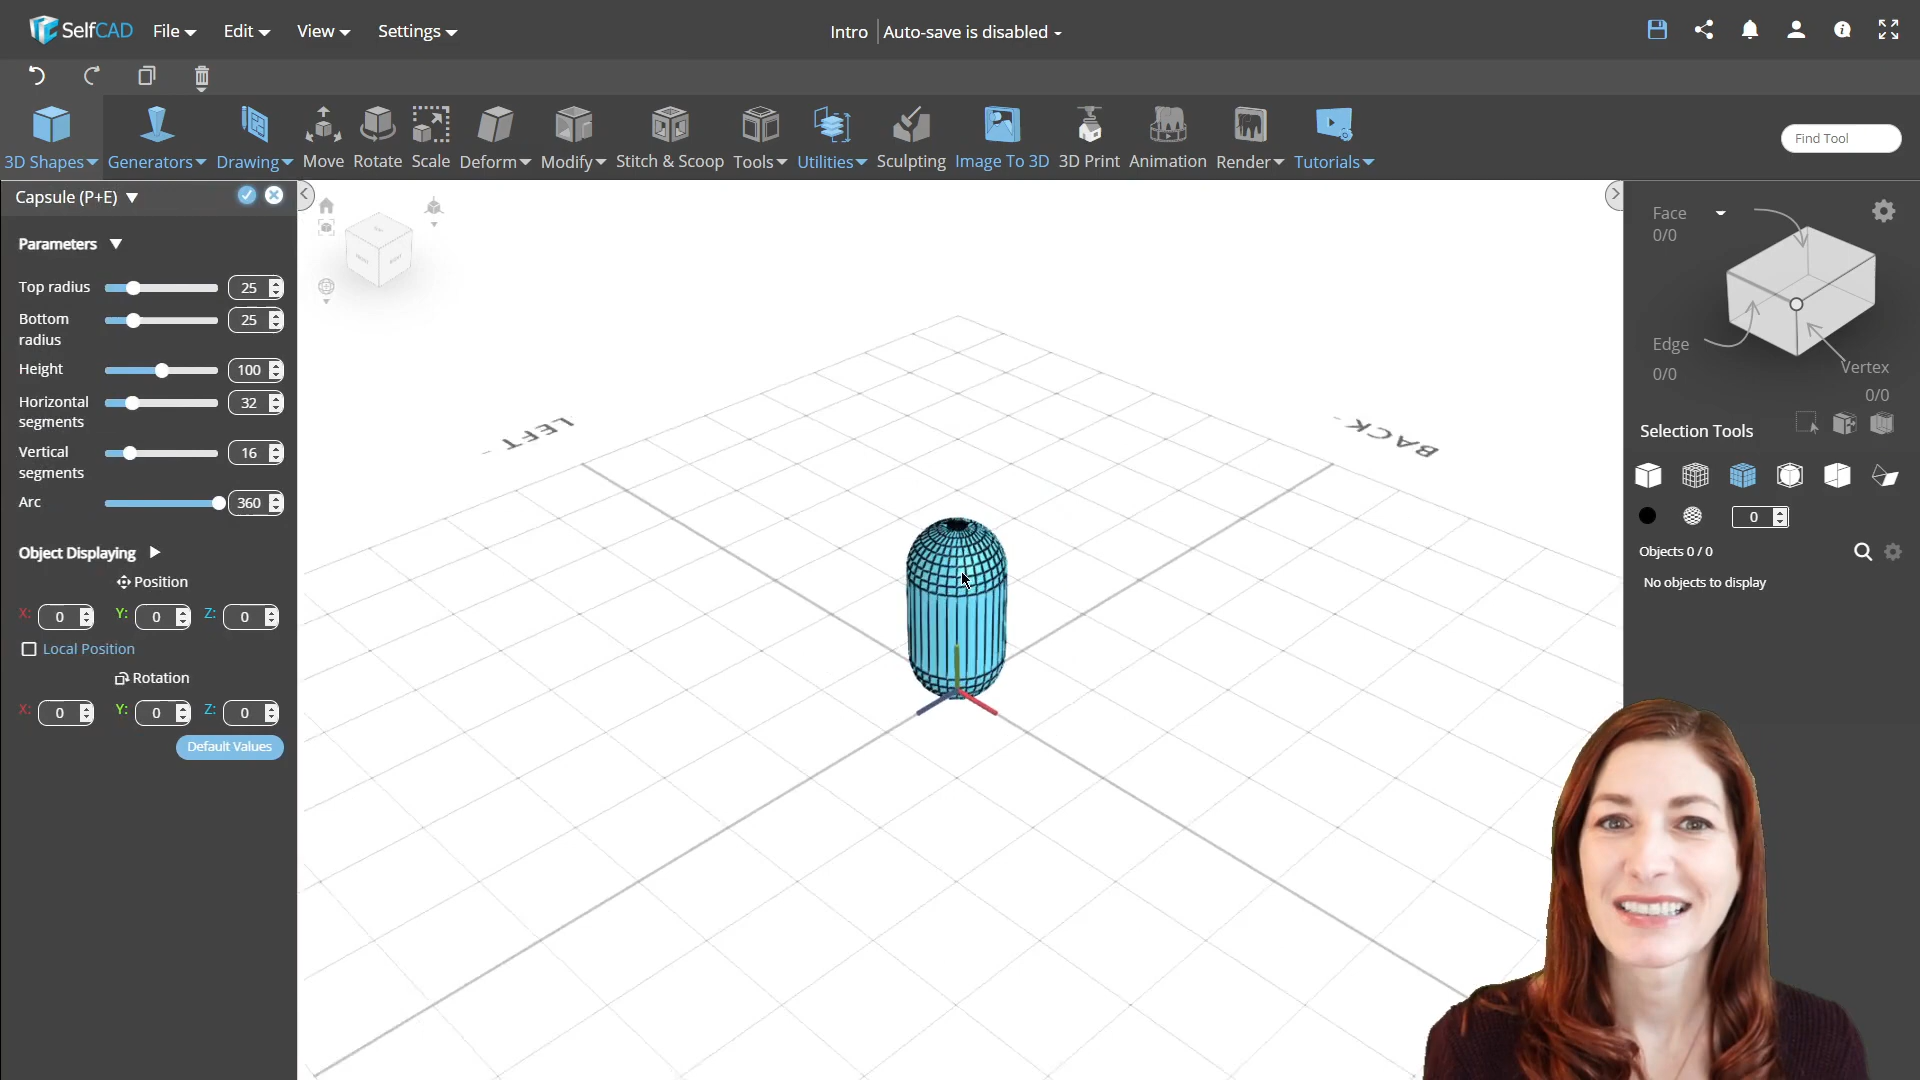 SelfCAD File Edit View Settings Intro Auto-save is disabled
3D Shapes Generators Drawing Move Rotate Scale Deform Modify Stitch & Scoop Tools Utilities Sculpting Image To 3D 3D Print Animation Render Tutorials Find Tool
Capsule (P+E)
Parameters
Top radius 25
Bottom radius 25
Height 100
Horizontal segments 32
Vertical segments 16
Arc 360
Object Displaying
Position
X: 0 Y: 0 Z: 0
Local Position
Rotation
X: 0 Y: 0 Z: 0
Default Values
LEFT
BACK
Face
0/0
Edge
0/0
Vertex
0/0
Selection Tools
0
Objects 0 / 0
No objects to display